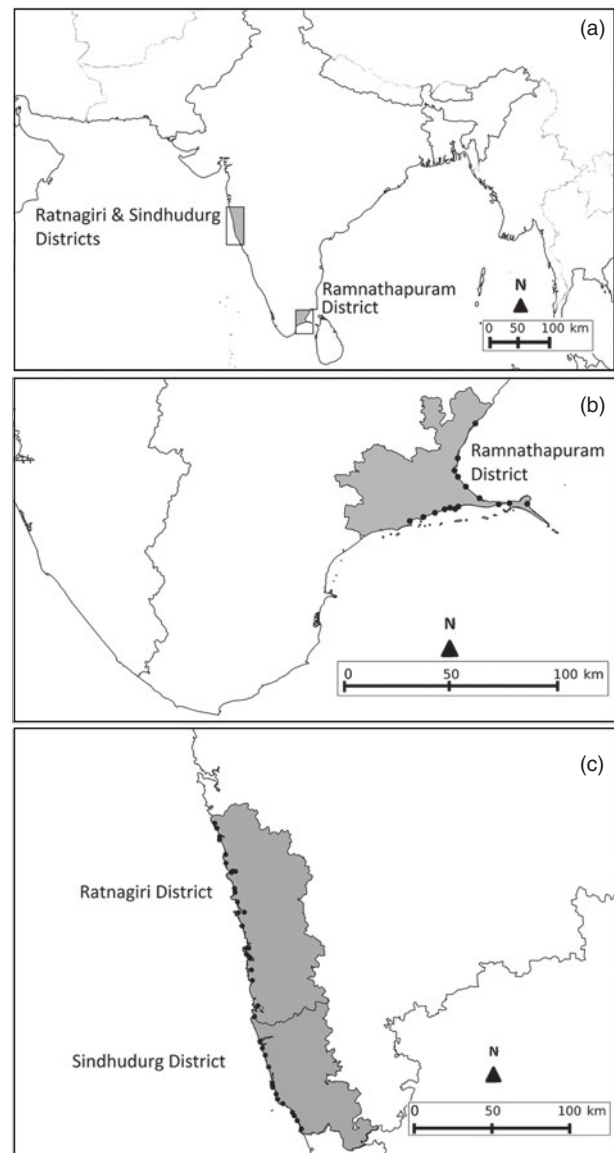 (a)
Ratnagiri & Sindhudurg
Districts
Ramnathapuram
District
N
0 50 100 km
(b)
Ramnathapuram
District
N
0 50 100 km
(c)
Ratnagiri District
Sindhudurg District
N
0 50 100 km